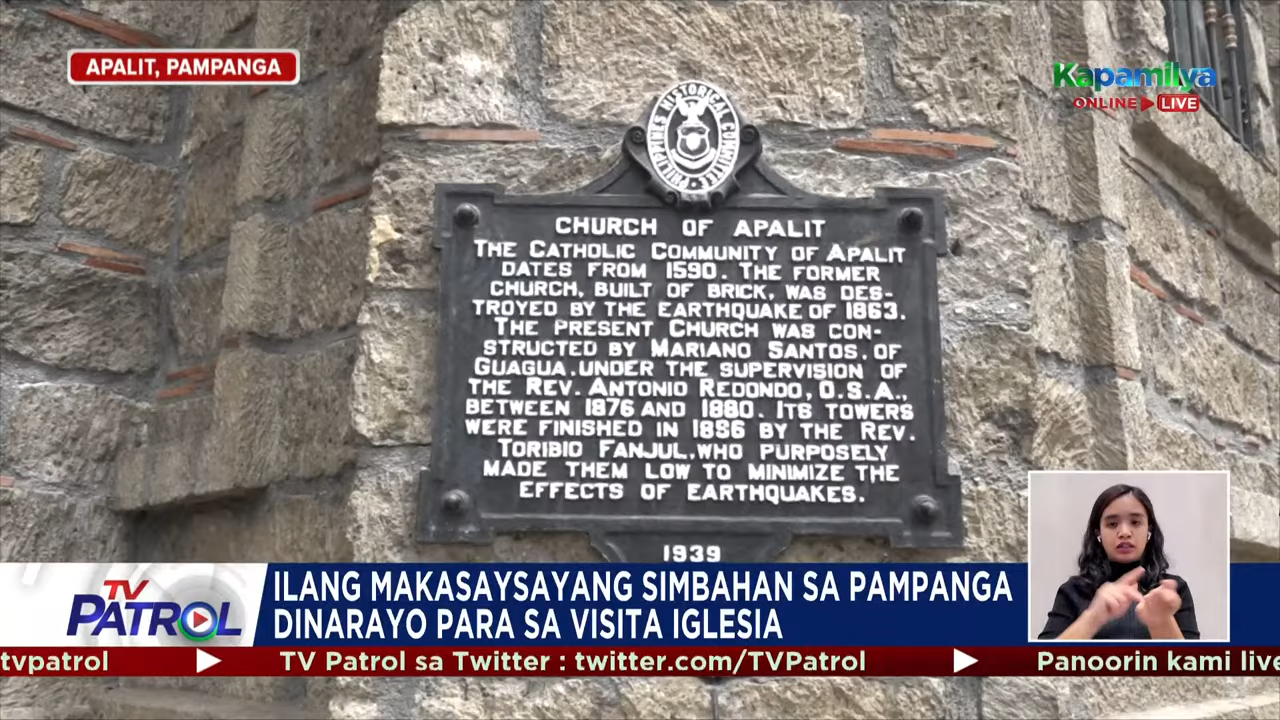 APALIT, PAMPANGA
Kapamilya
ONLINE LIVE
PHILIPPINES HISTORICAL COMMITTEE
CHURCH OF APALIT
THE CATHOLIC COMMUNITY OF APALIT
DATES FROM 1590. THE FORMER
CHURCH, BUILT OF BRICK, WAS DES-
TROYED BY THE EARTHQUAKE OF 1863.
THE PRESENT CHURCH WAS CON-
STRUCTED BY MARIANO SANTOS, OF
GUAGUA, UNDER THE SUPERVISION OF
THE REV. ANTONIO REDONDO, O.S.A.,
BETWEEN 1876 AND 1880. ITS TOWERS
WERE FINISHED IN 1896 BY THE REV.
TORIBIO FANJUL, WHO PURPOSELY
MADE THEM LOW TO MINIMIZE THE
EFFECTS OF EARTHQUAKES.
1939
TV PATROL
ILANG MAKASAYSAYANG SIMBAHAN SA PAMPANGA
DINARAYO PARA SA VISITA IGLESIA
tvpatrol TV Patrol sa Twitter : twitter.com/TVPatrol Panoorin kami live